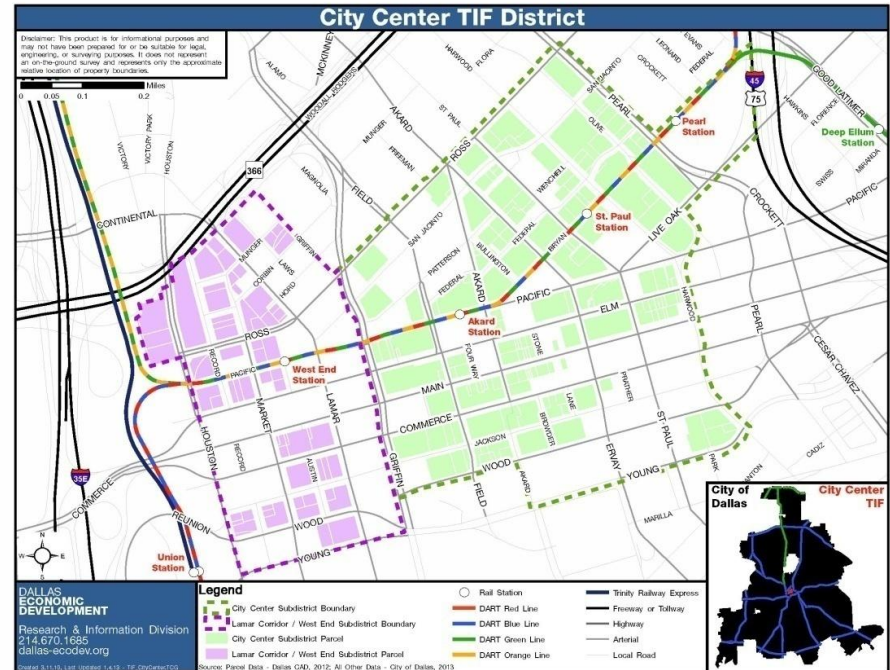 City Center TIF District
Disclaimer: This product is for informational purposes and
may not have been prepared for or be suitable for legal,
engineering, or surveying purposes. It does not represent
an on-the-ground survey and represents only the approximate
relative location of property boundaries.
Miles
0 0.05 0.1 0.2
ALAMO
MCKINNEY
WOODALL RODGERS
HARWOOD
FLORA
LEONARD
EVANS
FEDERAL
CROCKETT
SAN JACINTO
PEARL
45
75
GOOD LATIMER
HAWKINS
FLORENCE
Deep Ellum
Station
MIRANDA
SWISS
PACIFIC
VICTORY
VICTORY PARK
HOUSTON
366
AKARD
ST. PAUL
MUNGER
FREEMAN
ROSS
OLIVE
Pearl
Station
MAGNOLIA
FIELD
WENCHELL
CONTINENTAL
GRIFFIN
MUNGER
LAWS
CORBIN
HORD
SAN JACINTO
PATTERSON
FEDERAL
BULLINGTON
FEDERAL
BRYAN
St. Paul
Station
LIVE OAK
CROCKETT
AKARD
PACIFIC
ELM
HARWOOD
PEARL
CESAR CHAVEZ
Akard
Station
ROSS
RECORD
PACIFIC
West End
Station
FOUR WAY
STONE
MAIN
COMMERCE
PRATHER
LANE
BROWDER
ST. PAUL
HOUSTON
MARKET
LAMAR
RECORD
AUSTIN
GRIFFIN
JACKSON
WOOD
FIELD
AKARD
ERVAY
YOUNG
PARK
CADIZ
MARILLA
35E
COMMERCE
REUNION
WOOD
YOUNG
Union
Station
N
W E
S
City of
Dallas
City Center
TIF
DALLAS
ECONOMIC
DEVELOPMENT
Research & Information Division
214.670.1685
dallas-ecodev.org
Legend
City Center Subdistrict Boundary
Lamar Corridor / West End Subdistrict Boundary
City Center Subdistrict Parcel
Lamar Corridor / West End Subdistrict Parcel
Rail Station
DART Red Line
DART Blue Line
DART Green Line
DART Orange Line
Trinity Railway Express
Freeway or Tollway
Highway
Arterial
Local Road
Source: Parcel Data - Dallas CAD, 2012; All Other Data - City of Dallas, 2013